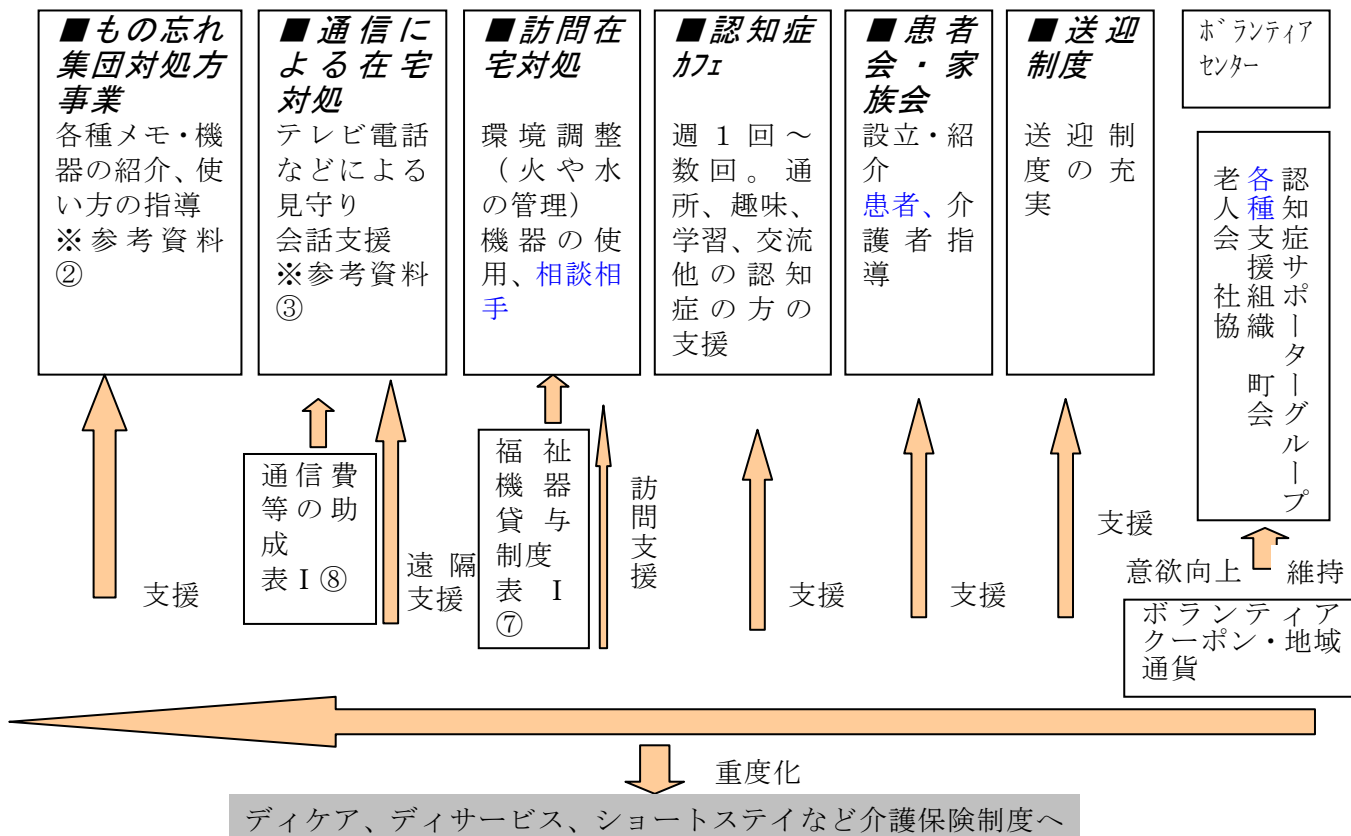 ■もの忘れ
集団対処方
事業
各種メモ・機
器の紹介、使
い方の指導
※参考資料
②
■通信に
よる在宅
対処
テレビ電話
などによる
見守り
会話支援
※参考資料
③
■訪問在
宅対処
環境調整
（火や水
の管理）
機器の使
用、相談相
手
■認知症
ｶﾌｪ
週１回～
数回。通
所、趣味、
学習、交流
他の認知
症の方の
支援
■患者
会・家
族会
設立・紹
介
患者、介
護者指
導
■送迎
制度
送迎制
度の充
実
ﾎﾞﾗﾝﾃｨｱ
ｾﾝﾀｰ
認知症サポーターグループ
各種支援組織　町会
老人会　社協
通信費
等の助
成
表Ⅰ⑧
福祉
機器
貸与
制度
表Ⅰ
⑦
支援
遠隔
支援
訪問支援
支援
支援
支援
意欲向上　維持
ボランティア
クーポン・地域
通貨
重度化
ディケア、ディサービス、ショートステイなど介護保険制度へ